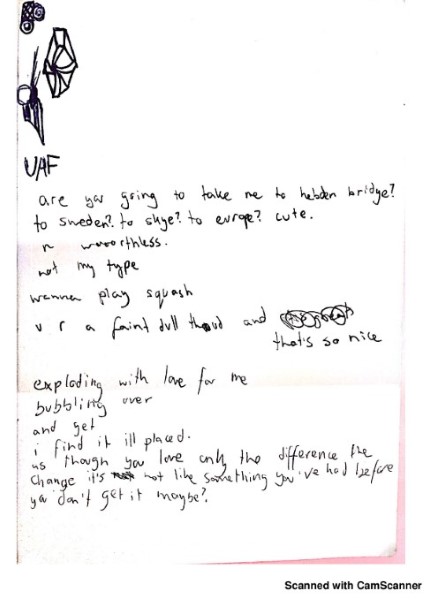 UAF
are you going to take me to hebden bridge?
to sweden? to skye? to europe? cute.
n worrthless.
not my type
wanna play squash
u r a faint dull thud and
that's so nice
exploding with love for me
bubbling over
and get
i find it ill placed.
as though you love only the difference the
change it's not like something you've had before
you don't get it maybe?
Scanned with CamScanner